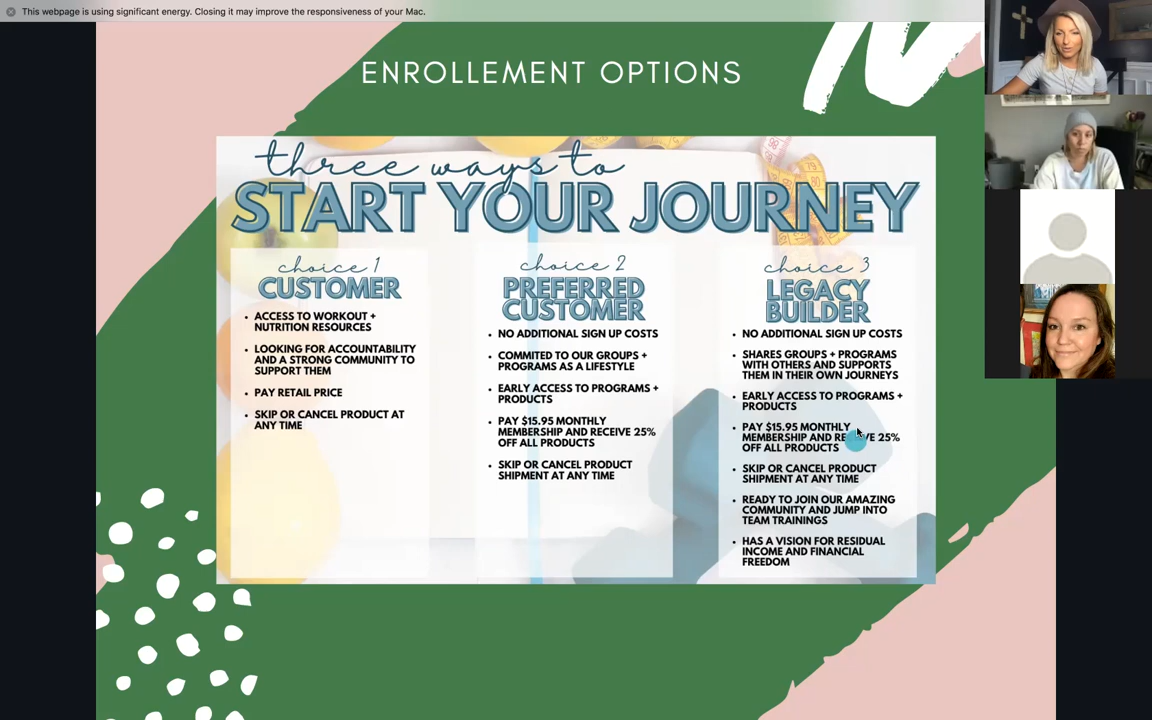 This webpage is using significant energy. Closing it may improve the responsiveness of your Mac.
ENROLLEMENT OPTIONS
three ways to
START YOUR JOURNEY
choice 1
CUSTOMER
• ACCESS TO WORKOUT +
NUTRITION RESOURCES
• LOOKING FOR ACCOUNTABILITY
AND A STRONG COMMUNITY TO
SUPPORT THEM
• PAY RETAIL PRICE
• SKIP OR CANCEL PRODUCT AT
ANY TIME
choice 2
PREFERRED
CUSTOMER
• NO ADDITIONAL SIGN UP COSTS
• COMMITED TO OUR GROUPS +
PROGRAMS AS A LIFESTYLE
• EARLY ACCESS TO PROGRAMS +
PRODUCTS
• PAY $15.95 MONTHLY
MEMBERSHIP AND RECEIVE 25%
OFF ALL PRODUCTS
• SKIP OR CANCEL PRODUCT
SHIPMENT AT ANY TIME
choice 3
LEGACY
BUILDER
• NO ADDITIONAL SIGN UP COSTS
• SHARES GROUPS + PROGRAMS
WITH OTHERS AND SUPPORTS
THEM IN THEIR OWN JOURNEYS
• EARLY ACCESS TO PROGRAMS +
PRODUCTS
• PAY $15.95 MONTHLY
MEMBERSHIP AND RECEIVE 25%
OFF ALL PRODUCTS
• SKIP OR CANCEL PRODUCT
SHIPMENT AT ANY TIME
• READY TO JOIN OUR AMAZING
COMMUNITY AND JUMP INTO
TEAM TRAININGS
• HAS A VISION FOR RESIDUAL
INCOME AND FINANCIAL
FREEDOM